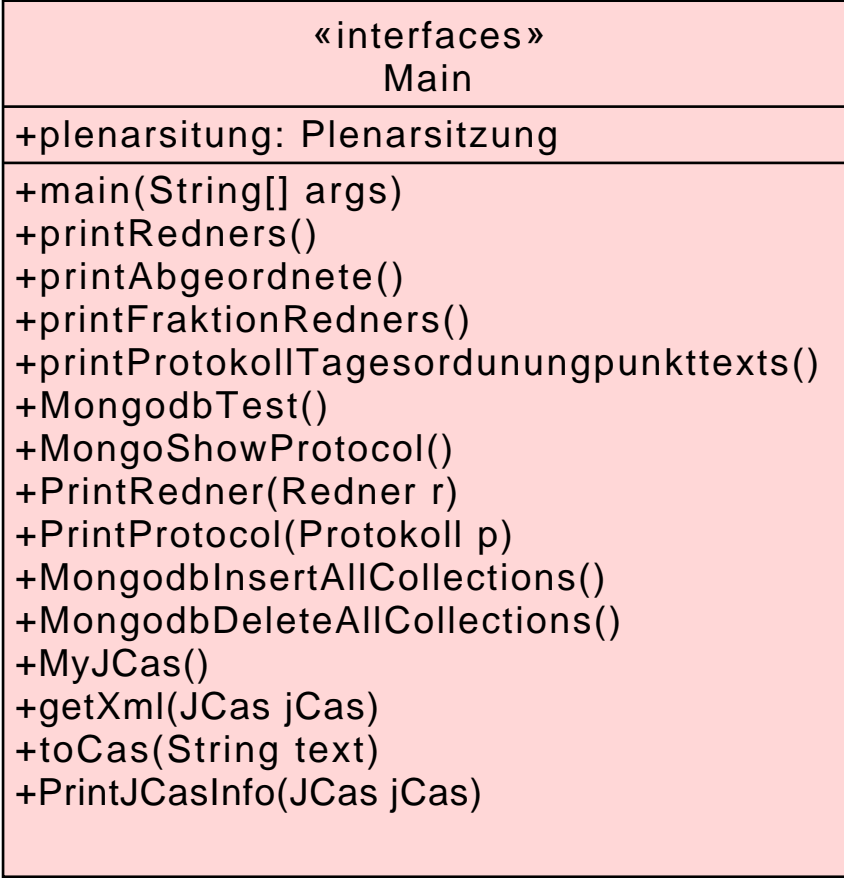 «interfaces»
Main
+plenarsitung: Plenarsitzung
+main(String[] args)
+printRedners()
+printAbgeordnete()
+printFraktionRedners()
+printProtokollTagesordunungpunkttexts()
+MongodbTest()
+MongoShowProtocol()
+PrintRedner(Redner r)
+PrintProtocol(Protokoll p)
+MongodbInsertAllCollections()
+MongodbDeleteAllCollections()
+MyJCas()
+getXml(JCas jCas)
+toCas(String text)
+PrintJCasInfo(JCas jCas)